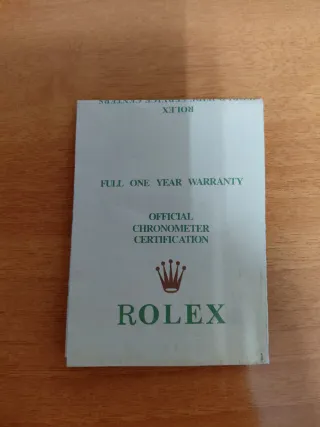 ROLEX
FULL ONE YEAR WARRANTY
OFFICIAL
CHRONOMETER
CERTIFICATION
ROLEX